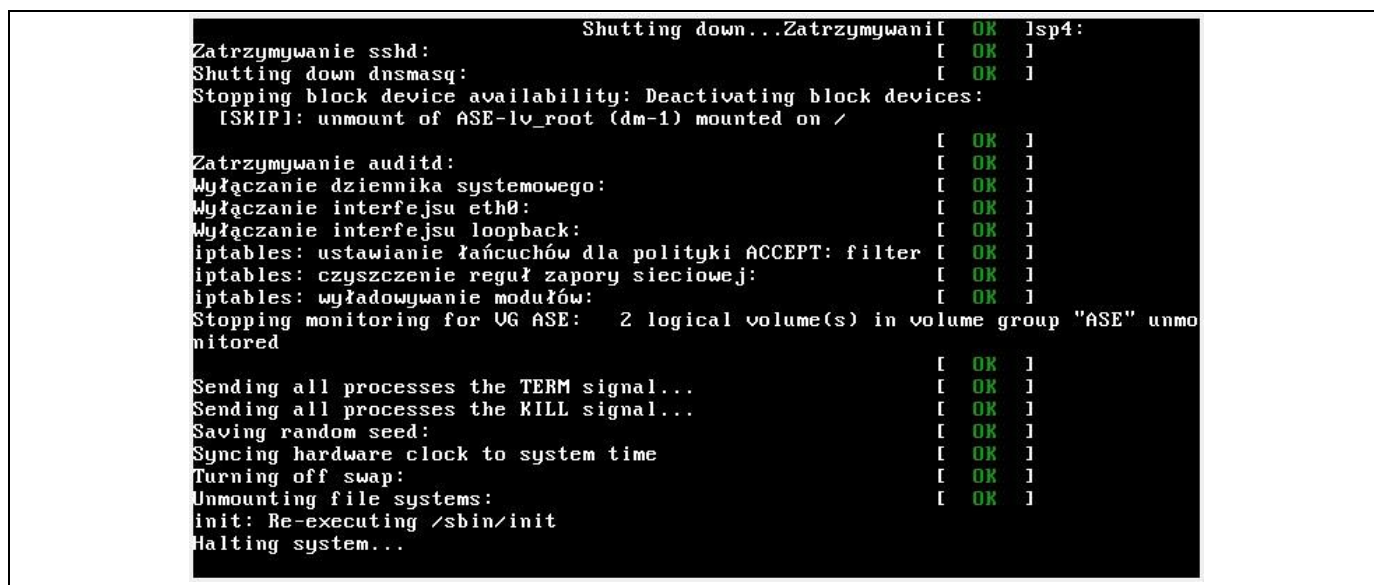 Shutting down...Zatrzymywani[  OK  ]sp4:
Zatrzymywanie sshd:                                        [  OK  ]
Shutting down dnsmasq:                                     [  OK  ]
Stopping block device availability: Deactivating block devices:
  [SKIP]: unmount of ASE-lv_root (dm-1) mounted on /
                                                           [  OK  ]
Zatrzymywanie auditd:                                      [  OK  ]
Wyłączanie dziennika systemowego:                          [  OK  ]
Wyłączanie interfejsu eth0:                                [  OK  ]
Wyłączanie interfejsu loopback:                            [  OK  ]
iptables: ustawianie łańcuchów dla polityki ACCEPT: filter [  OK  ]
iptables: czyszczenie reguł zapory sieciowej:              [  OK  ]
iptables: wyładowywanie modułów:                           [  OK  ]
Stopping monitoring for VG ASE:   2 logical volume(s) in volume group "ASE" unmo
nitored
                                                           [  OK  ]
Sending all processes the TERM signal...                   [  OK  ]
Sending all processes the KILL signal...                   [  OK  ]
Saving random seed:                                        [  OK  ]
Syncing hardware clock to system time                      [  OK  ]
Turning off swap:                                          [  OK  ]
Unmounting file systems:                                   [  OK  ]
init: Re-executing /sbin/init
Halting system...